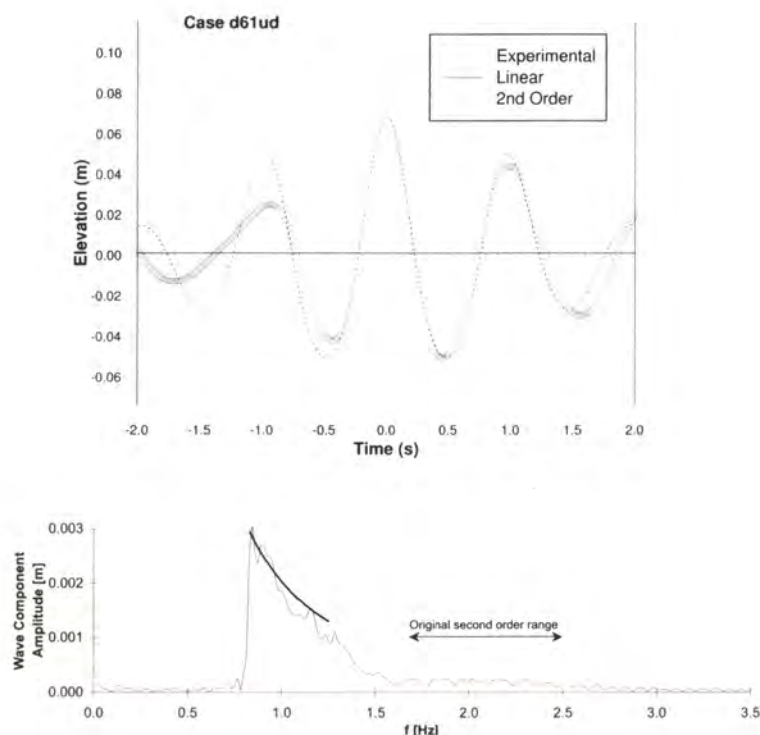 Case d61ud
0.10
0.08
0.06
0.04
0.02
0.00
-0.02
-0.04
-0.06
Elevation (m)
Experimental
Linear
2nd Order
-2.0 -1.5 -1.0 -0.5 0.0 0.5 1.0 1.5 2.0
Time (s)
Wave Component
Amplitude [m]
0.003
0.002
0.001
0.000
Original second order range
0.0 0.5 1.0 1.5 2.0 2.5 3.0 3.5
f [Hz]